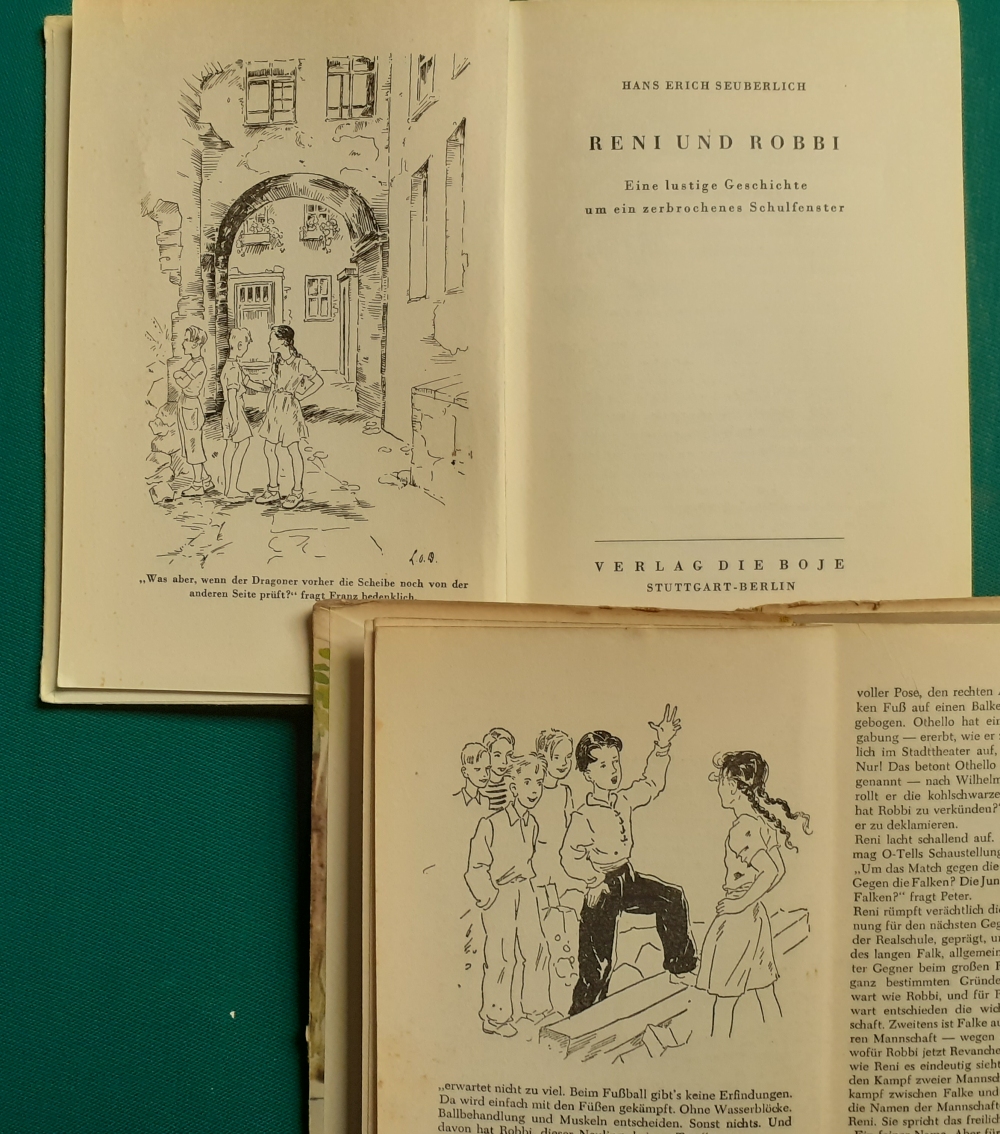 L.O.B.
„Was aber, wenn der Dragoner vorher die Scheibe noch von der
anderen Seite prüft?“ fragt Franz bedenklich.
HANS ERICH SEUBERLICH
RENI UND ROBBI
Eine lustige Geschichte
um ein zerbrochenes Schulfenster
VERLAG DIE BOJE
STUTTGART-BERLIN
„erwartet nicht zu viel. Beim Fußball gibt's keine Erfindungen.
Da wird einfach mit den Füßen gekämpft. Ohne Wasserblöcke.
Ballbehandlung und Muskeln entscheiden. Sonst nichts. Und
davon hat Robbi, dieser
voller Pose, den rechten
ken Fuß auf einen Balke
gebogen. Othello hat ein
gabung — ererbt, wie er
lich im Stadttheater auf,
Nur! Das betont Othello
genannt — nach Wilhelm
rollt er die kohlschwarze
hat Robbi zu verkünden?“
er zu deklamieren.
Reni lacht schallend auf.
mag O-Tells Schaustellung
„Um das Match gegen die
Gegen die Falken? Die Jun
Falken?“ fragt Peter.
Reni rümpft verächtlich die
nung für den nächsten Geg
der Realschule, geprägt, u
des langen Falk, allgemein
ter Gegner beim großen
ganz bestimmten Gründe
wart wie Robbi, und für
wart entschieden die wich
schaft. Zweitens ist Falke au
ren Mannschaft — wegen
wofür Robbi jetzt Revanche
wie Reni es eindeutig sieht
den Kampf zweier Mannsch
kampf zwischen Falke und
die Namen der Mannschaft
Reni. Sie spricht das freilich